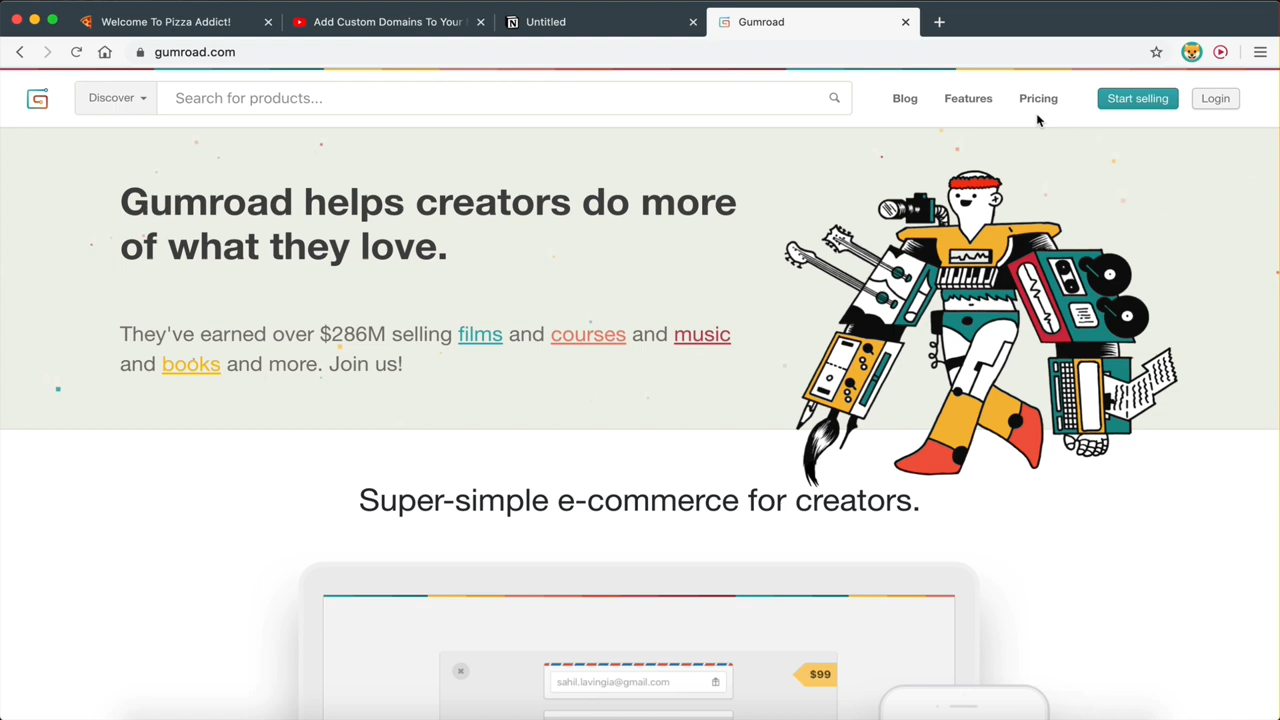 Welcome To Pizza Addict!
Add Custom Domains To Your
Untitled
Gumroad
gumroad.com
Discover
Search for products...
Blog
Features
Pricing
Start selling
Login
Gumroad helps creators do more
of what they love.
They've earned over $286M selling films and courses and music
and books and more. Join us!
Super-simple e-commerce for creators.
sahil.lavingia@gmail.com
$99